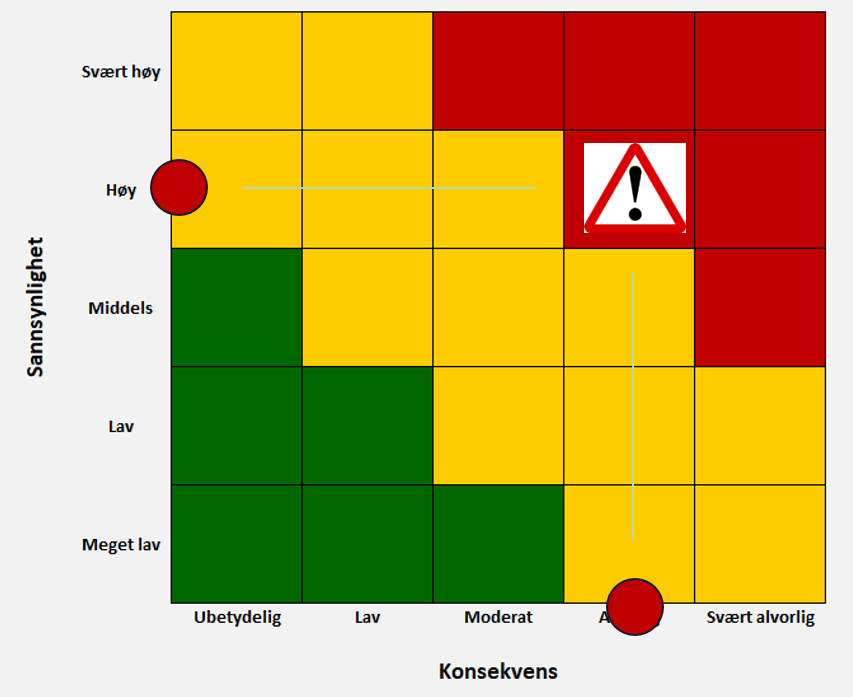 Svært høy
Høy
Sannsynlighet
Middels
Lav
Meget lav
Ubetydelig
Lav
Moderat
Svært alvorlig
Konsekvens